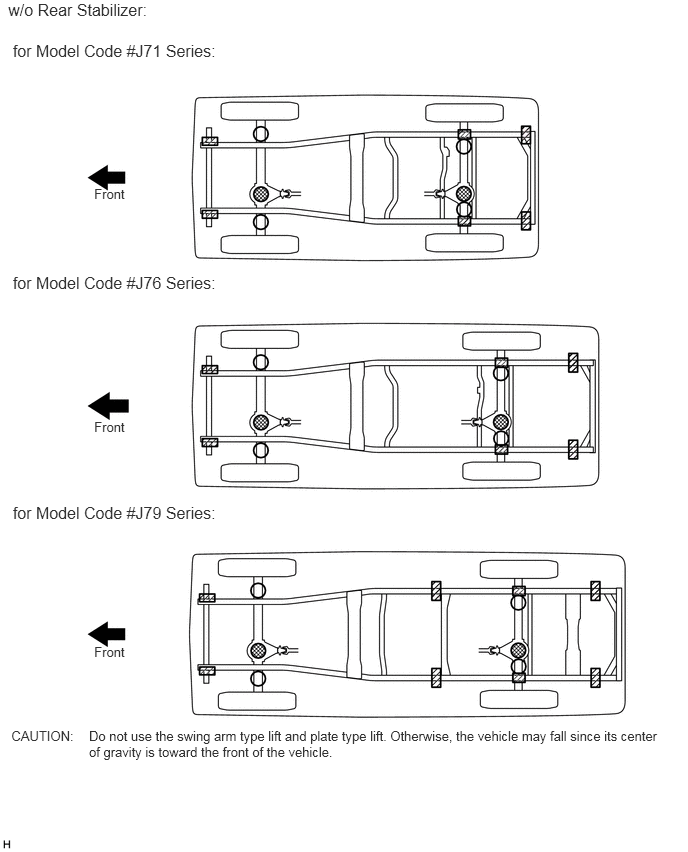 w/o Rear Stabilizer:
for Model Code #J71 Series:
Front
for Model Code #J76 Series:
Front
for Model Code #J79 Series:
Front
CAUTION: Do not use the swing arm type lift and plate type lift. Otherwise, the vehicle may fall since its center
of gravity is toward the front of the vehicle.
H